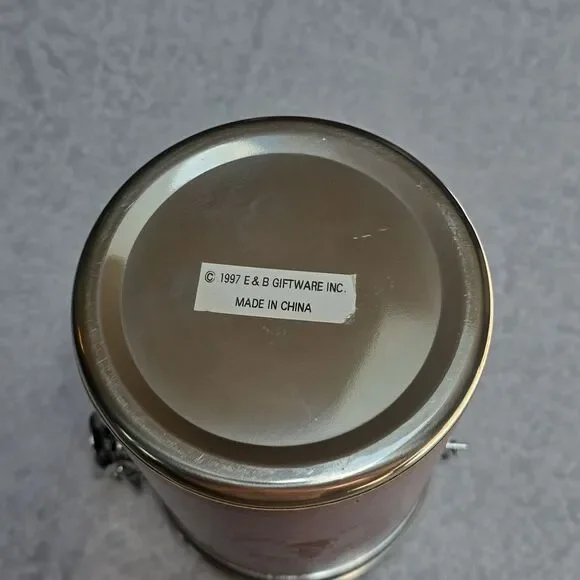 © 1997 E & B GIFTWARE INC.
MADE IN CHINA